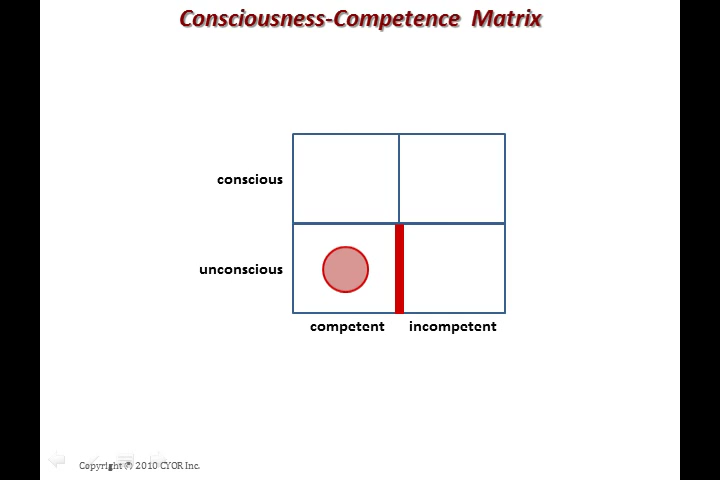 Consciousness-Competence Matrix
conscious
unconscious
competent incompetent
Copyright © 2010 CYOR Inc.